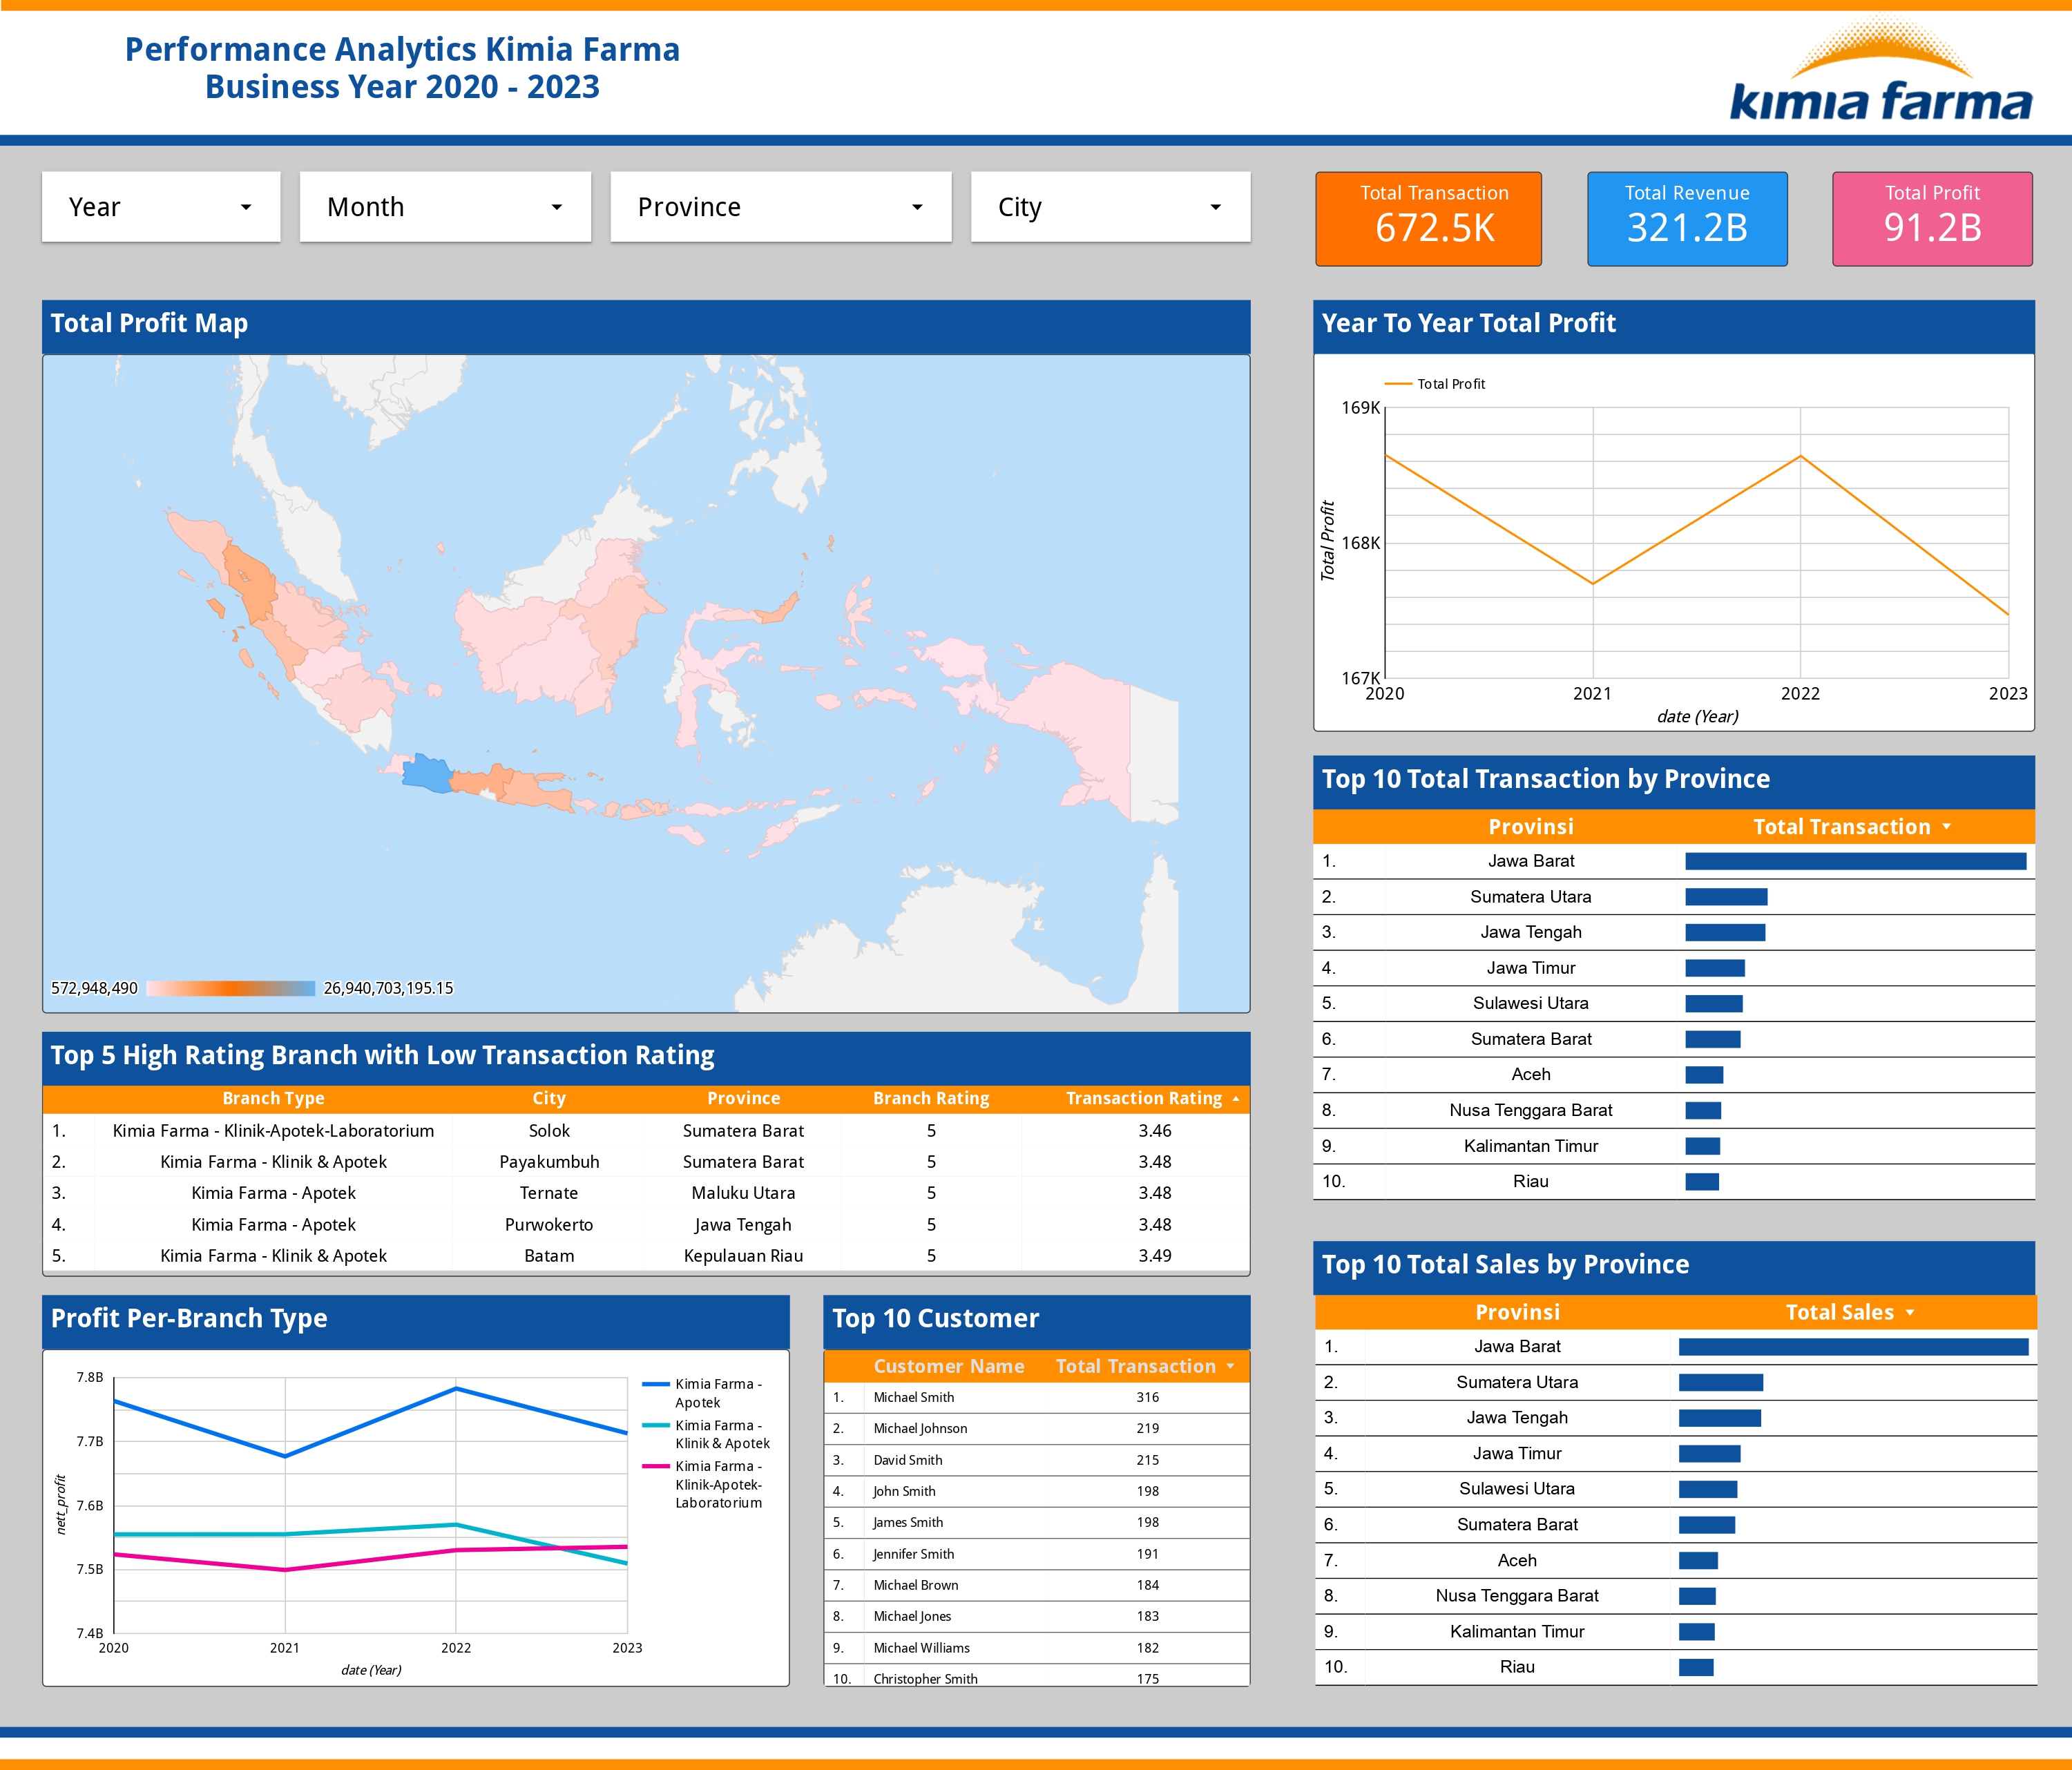 Performance Analytics Kimia Farma
Business Year 2020 - 2023
kimia farma
Year
Month
Province
City
Total Transaction
672.5K
Total Revenue
321.2B
Total Profit
91.2B
Total Profit Map
572,948,490
26,940,703,195.15
Year To Year Total Profit
Total Profit
169K
168K
167K
Total Profit
2020 2021 2022 2023
date (Year)
Top 10 Total Transaction by Province
Provinsi Total Transaction
1. Jawa Barat
2. Sumatera Utara
3. Jawa Tengah
4. Jawa Timur
5. Sulawesi Utara
6. Sumatera Barat
7. Aceh
8. Nusa Tenggara Barat
9. Kalimantan Timur
10. Riau
Top 5 High Rating Branch with Low Transaction Rating
Branch Type City Province Branch Rating Transaction Rating
1. Kimia Farma - Klinik-Apotek-Laboratorium Solok Sumatera Barat 5 3.46
2. Kimia Farma - Klinik & Apotek Payakumbuh Sumatera Barat 5 3.48
3. Kimia Farma - Apotek Ternate Maluku Utara 5 3.48
4. Kimia Farma - Apotek Purwokerto Jawa Tengah 5 3.48
5. Kimia Farma - Klinik & Apotek Batam Kepulauan Riau 5 3.49
Top 10 Total Sales by Province
Provinsi Total Sales
1. Jawa Barat
2. Sumatera Utara
3. Jawa Tengah
4. Jawa Timur
5. Sulawesi Utara
6. Sumatera Barat
7. Aceh
8. Nusa Tenggara Barat
9. Kalimantan Timur
10. Riau
Profit Per-Branch Type
7.8B
7.7B
7.6B
7.5B
7.4B
nett_profit
2020 2021 2022 2023
date (Year)
Kimia Farma -
Apotek
Kimia Farma -
Klinik & Apotek
Kimia Farma -
Klinik-Apotek-
Laboratorium
Top 10 Customer
Customer Name Total Transaction
1. Michael Smith 316
2. Michael Johnson 219
3. David Smith 215
4. John Smith 198
5. James Smith 198
6. Jennifer Smith 191
7. Michael Brown 184
8. Michael Jones 183
9. Michael Williams 182
10. Christopher Smith 175